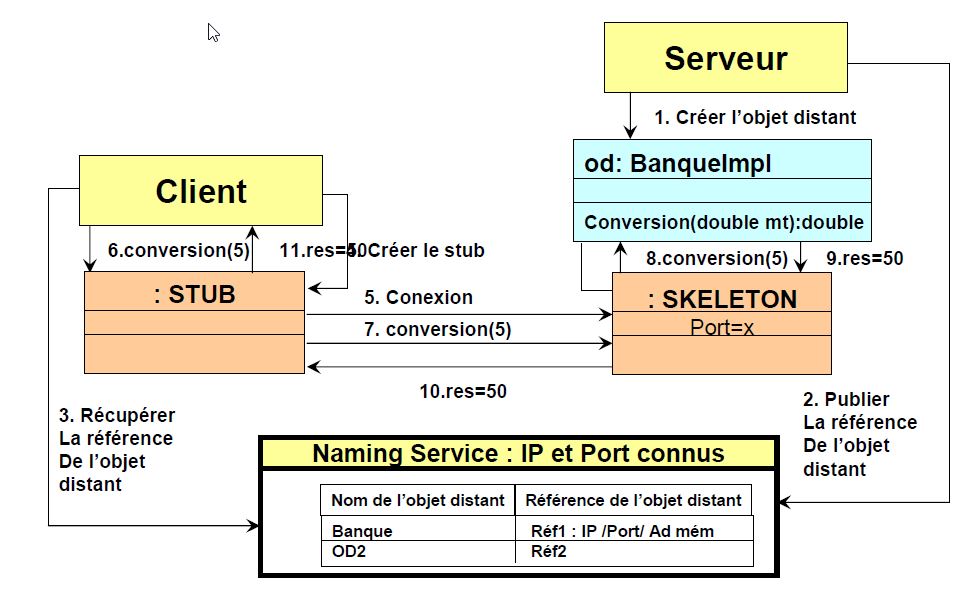 Serveur
1. Créer l’objet distant
od: BanqueImpl
Conversion(double mt):double
Client
6.conversion(5)
11.res=50
4. Créer le stub
8.conversion(5)
9.res=50
: STUB
: SKELETON
Port=x
5. Conexion
7. conversion(5)
10.res=50
3. Récupérer
La référence
De l’objet
distant
2. Publier
La référence
De l’objet
distant
Naming Service : IP et Port connus
Nom de l’objet distant Référence de l’objet distant
Banque Réf1 : IP /Port/ Ad mém
OD2 Réf2